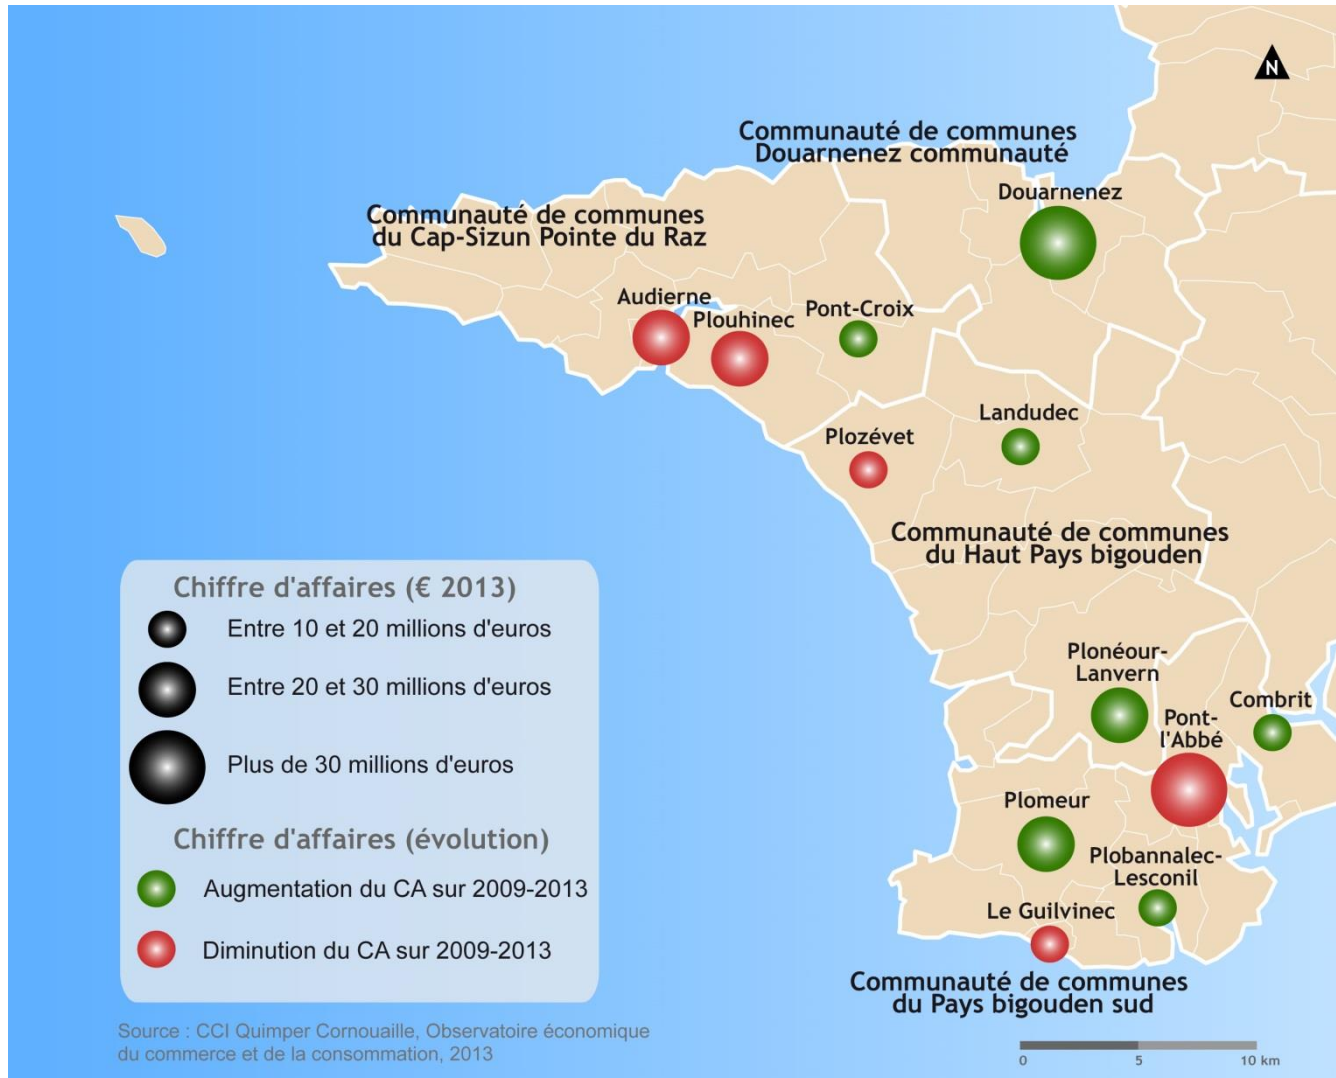 N
Communauté de communes
Douarnenez communauté
Douarnenez
Communauté de communes
du Cap-Sizun Pointe du Raz
Audierne
Plouhinec
Pont-Croix
Landudec
Plozévet
Communauté de communes
du Haut Pays bigouden
Chiffre d'affaires (€ 2013)
Entre 10 et 20 millions d'euros
Entre 20 et 30 millions d'euros
Plus de 30 millions d'euros
Chiffre d'affaire (évolution)
Augmentation du CA sur 2009-2013
Diminution du CA sur 2009-2013
Plonéour-
Lanvern
Combrit
Pont-
l'Abbé
Plomeur
Plobannalec-
Lesconil
Le Guilvinec
Communauté de communes
du Pays bigouden sud
Source : CCI Quimper Cornouaille, Observatoire économique
du commerce et de la consommation, 2013
0 5 10 km